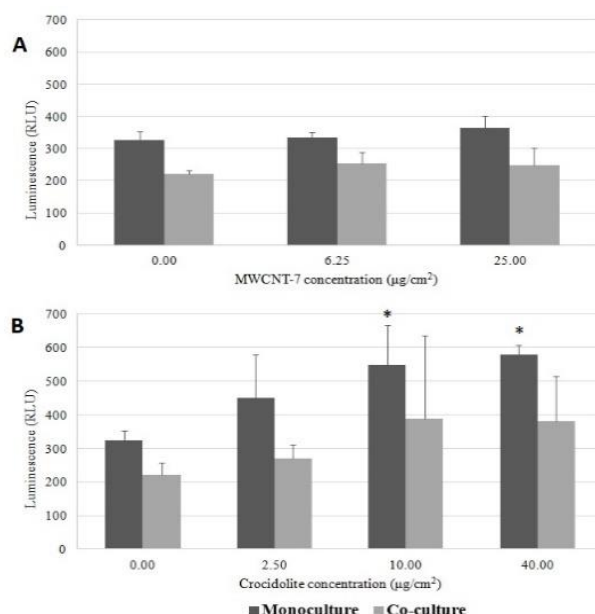 A
700
600
500
400
300
200
100
0
Luminescence (RLU)
0.00 6.25 25.00
MWCNT-7 concentration (µg/cm²)
B
700
600
500
400
300
200
100
0
Luminescence (RLU)
* *
0.00 2.50 10.00 40.00
Crocidolite concentration (µg/cm²)
Monoculture Co-culture